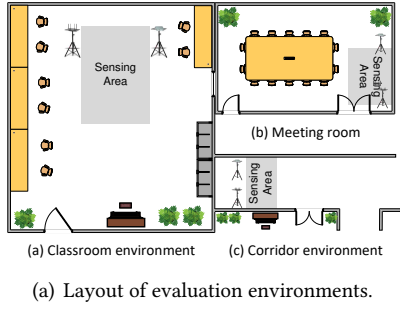 Sensing
Area
Sensing
Area
(b) Meeting room
Sensing
Area
(a) Classroom environment
(c) Corridor environment
(a) Layout of evaluation environments.